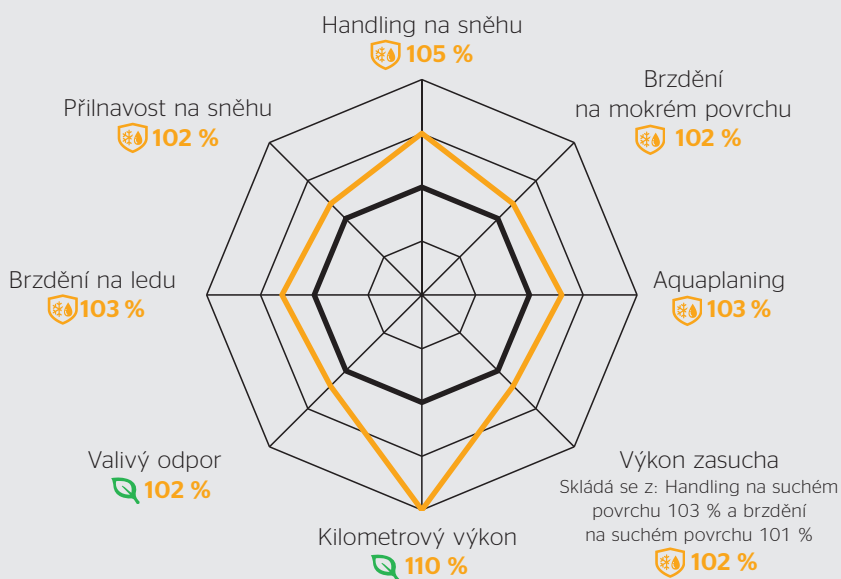 Handling na sněhu
105 %
Přilnavost na sněhu
102 %
Brzdění
na mokrém povrchu
102 %
Brzdění na ledu
103 %
Aquaplaning
103 %
Valivý odpor
102 %
Výkon zasucha
Skládá se z: Handling na suchém
povrchu 103 % a brzdění
na suchém povrchu 101 %
102 %
Kilometrový výkon
110 %